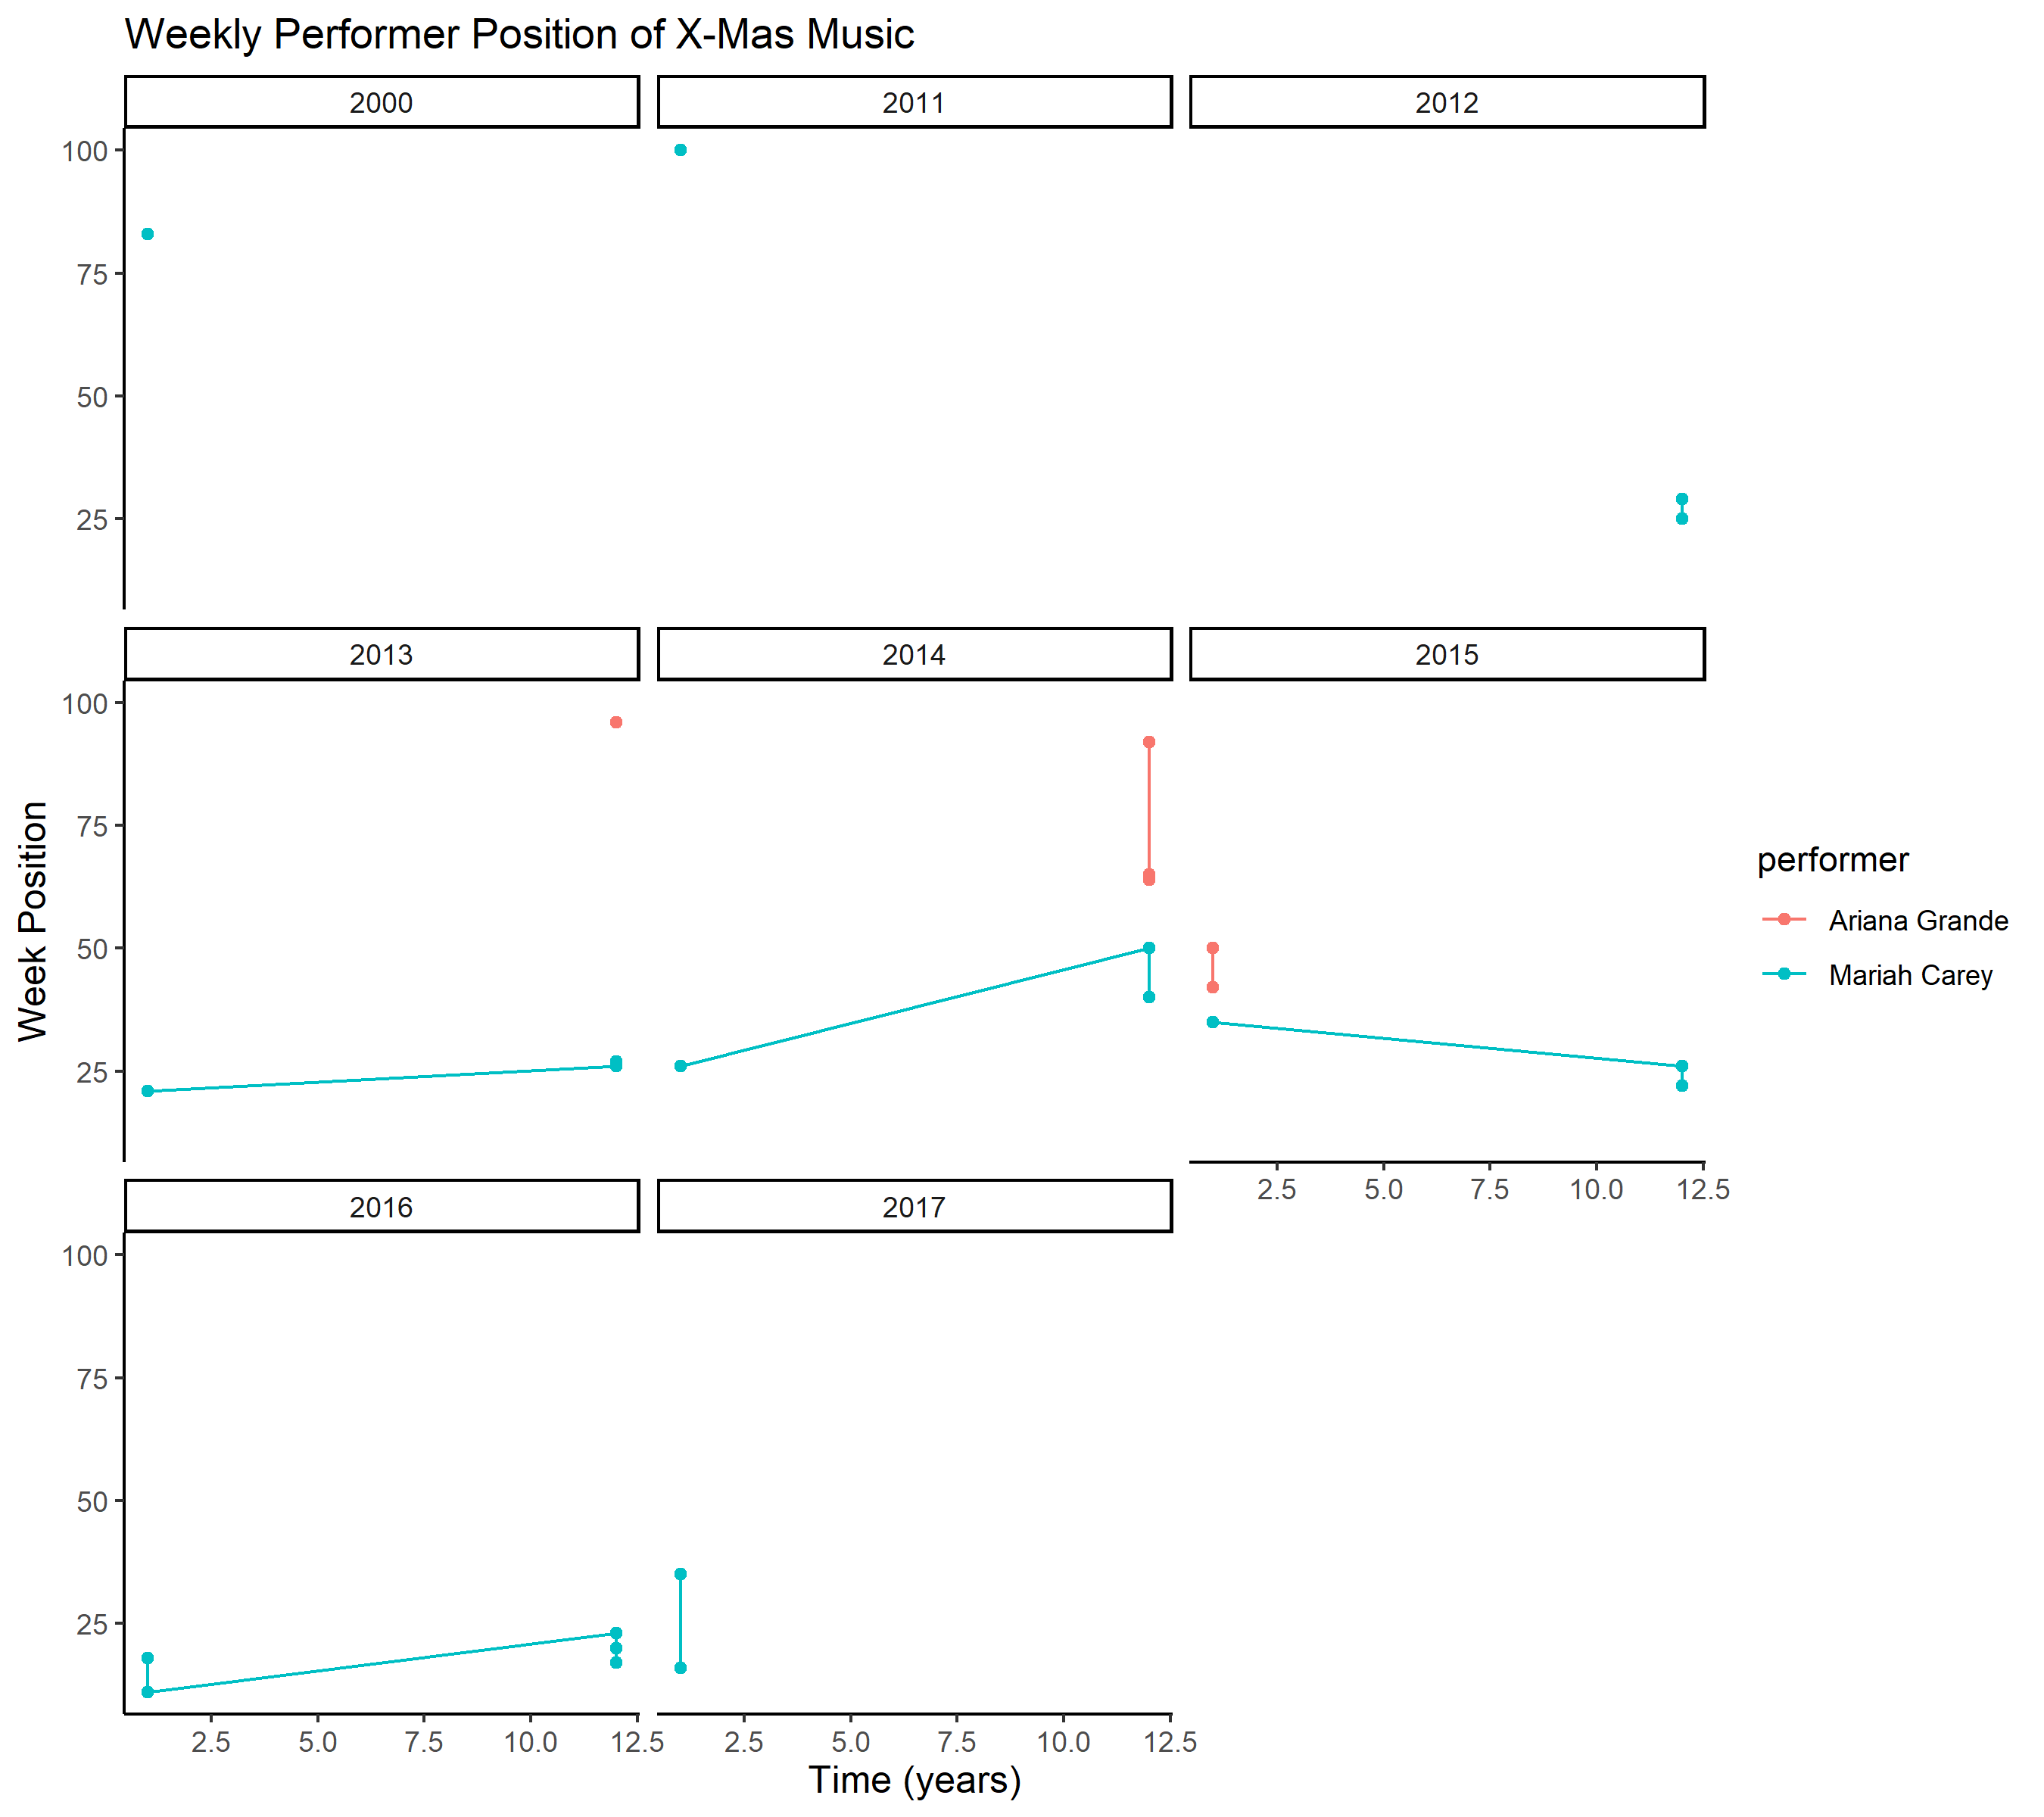 Weekly Performer Position of X-Mas Music
2000 2011 2012
100
75
50
25
2013 2014 2015
100
75
50
25
2.5 5.0 7.5 10.0 12.5
2016 2017
100
75
50
25
2.5 5.0 7.5 10.0 12.5 2.5 5.0 7.5 10.0 12.5
Time (years)
Week Position
performer
Ariana Grande
Mariah Carey